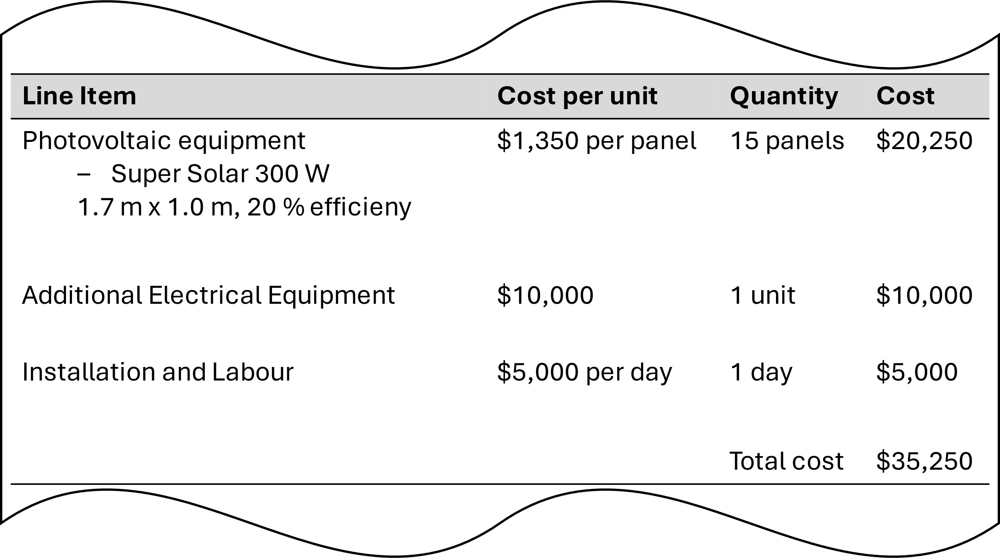 Line Item Cost per unit Quantity Cost
Photovoltaic equipment $1,350 per panel 15 panels $20,250
– Super Solar 300 W
1.7 m x 1.0 m, 20 % efficieny
Additional Electrical Equipment $10,000 1 unit $10,000
Installation and Labour $5,000 per day 1 day $5,000
Total cost $35,250